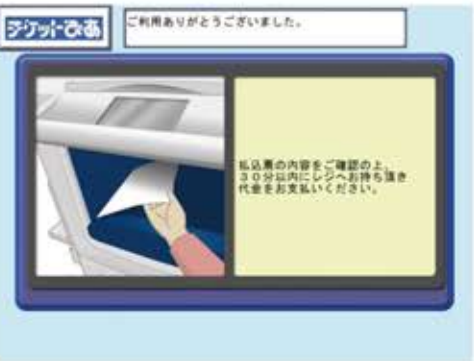 チケットぴあ
ご利用ありがとうございました。
払込票の内容をご確認の上、
30分以内にレジへお持ち頂き
代金をお支払いください。